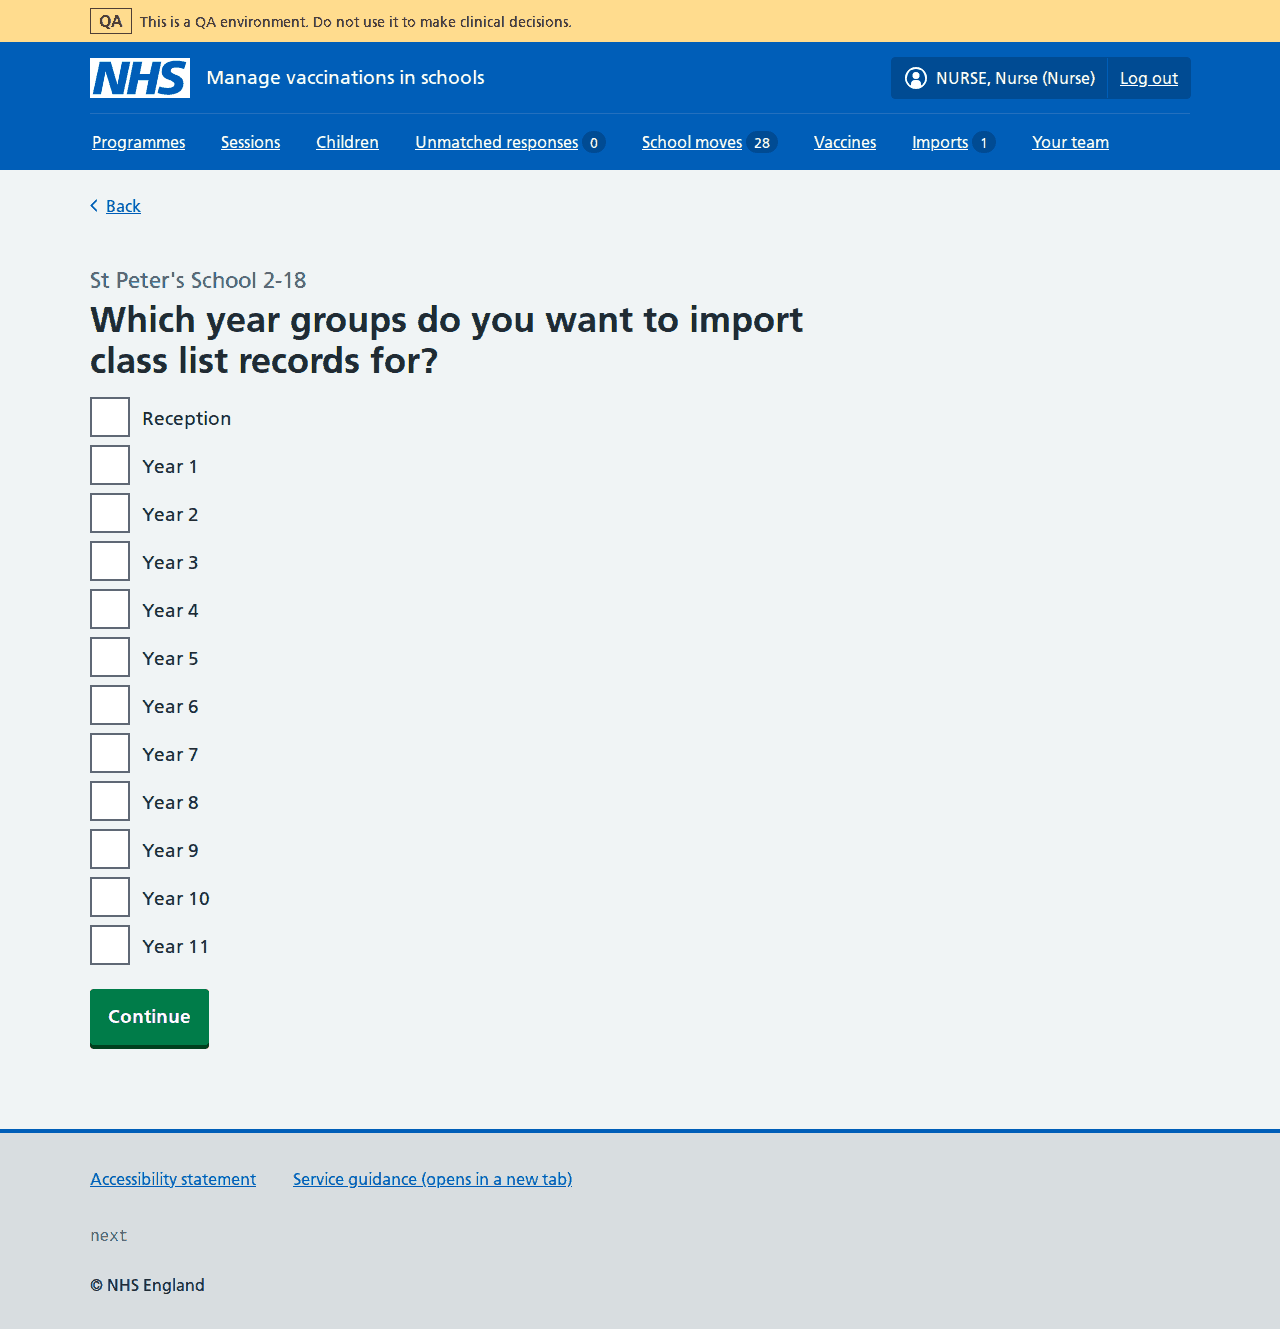 QA This is a QA environment. Do not use it to make clinical decisions.
NHS Manage vaccinations in schools NURSE, Nurse (Nurse) Log out
Programmes Sessions Children Unmatched responses 0 School moves 28 Vaccines Imports 1 Your team
Back
St Peter's School 2-18
Which year groups do you want to import
class list records for?
Reception
Year 1
Year 2
Year 3
Year 4
Year 5
Year 6
Year 7
Year 8
Year 9
Year 10
Year 11
Continue
Accessibility statement Service guidance (opens in a new tab)
next
© NHS England